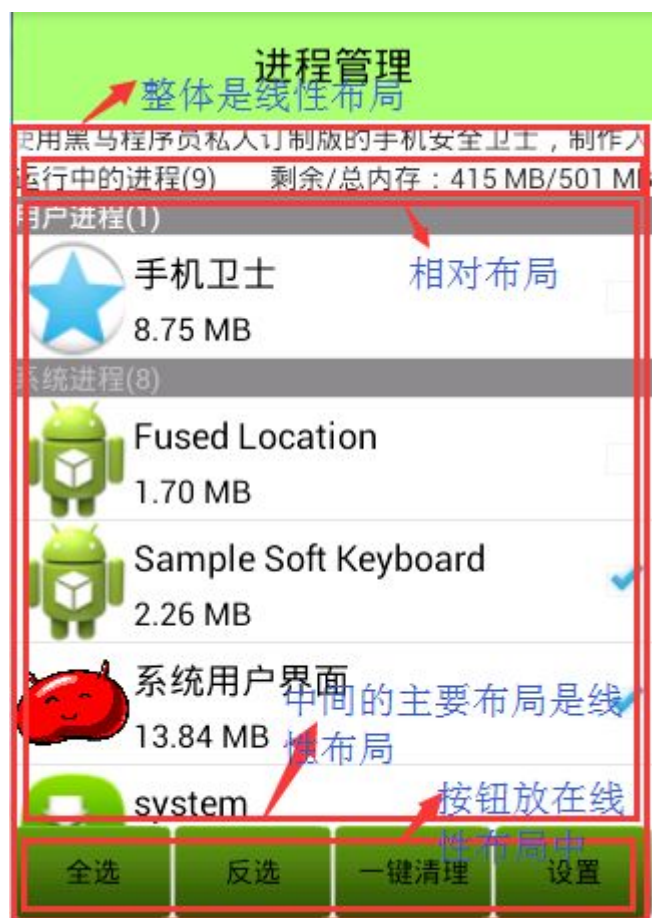 进程管理
整体是线性布局
使用黑马程序员私人订制版的手机安全卫士，制作人
运行中的进程(9) 剩余/总内存：415 MB/501 MB
用户进程(1)
手机卫士
相对布局
8.75 MB
系统进程(8)
Fused Location
1.70 MB
Sample Soft Keyboard
2.26 MB
系统用户界面
中间的主要布局是线
13.84 MB
性布局
system
按钮放在线
性布局中
全选 反选 一键清理 设置